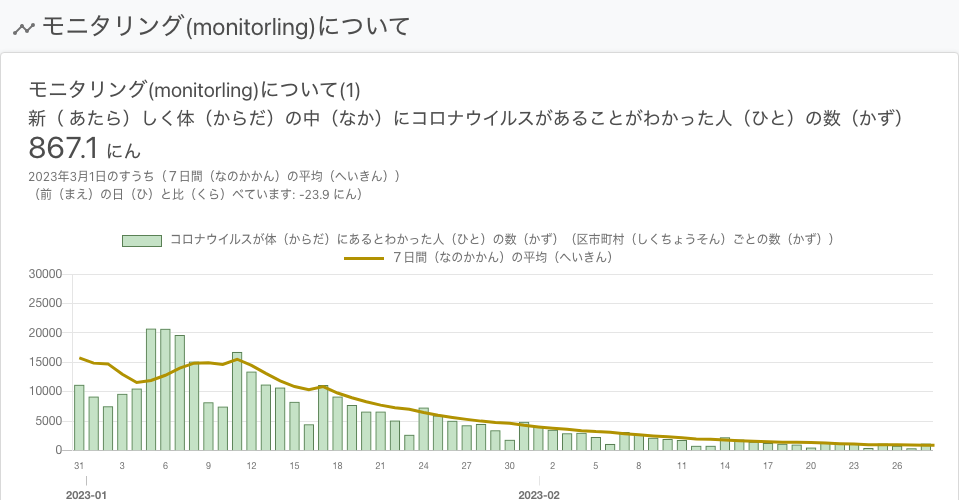 モニタリング(monitorling)について
モニタリング(monitorling)について(1)
新（ あたら）しく体（からだ）の中（なか）にコロナウイルスがあることがわかった人（ひと）の数（かず）
867.1 にん
2023年3月1日のすうち（７日間（なのかかん）の平均（へいきん））
（前（まえ）の日（ひ）と比（くら）べています: -23.9 にん）
コロナウイルスが体（からだ）にあるとわかった人（ひと）の数（かず）（区市町村（しくちょうそん）ごとの数（かず））
７日間（なのかかん）の平均（へいきん）
30000
25000
20000
15000
10000
5000
0
31 3 6 9 12 15 18 21 24 27 30 2 5 8 11 14 17 20 23 26
2023-01 2023-02